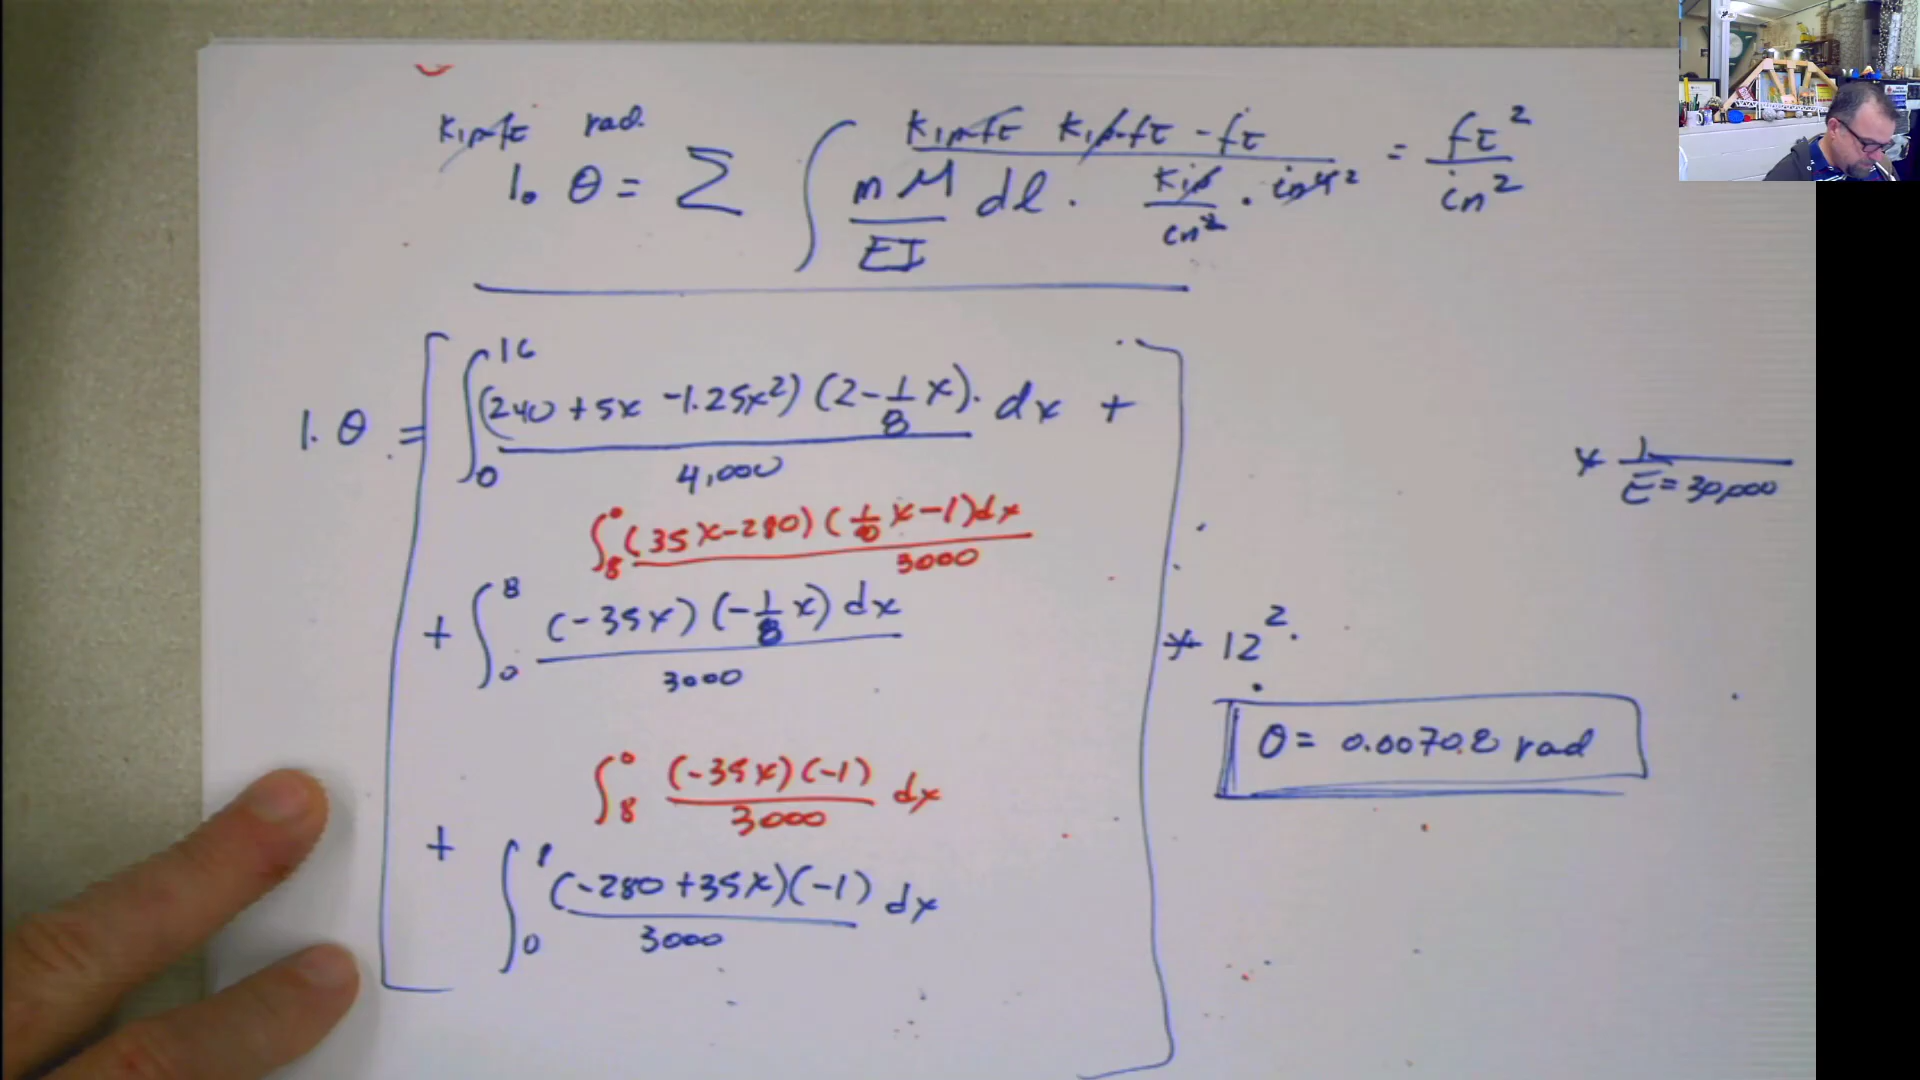 kip-ft rad. kip-ft kip-ft - ft = ft²/in²
1. θ = Σ ∫ mM/EI dl. kip/in² . in⁴²
1. θ = [ ∫₀¹⁶ (240 + 5x - 1.25x²) (2 - 1/8 x). dx +
4,000
* 1/E = 30,000
∫₈⁰ (35x - 280) (1/8 x - 1) dx
3000
+ ∫₀⁸ (-35x) (-1/8 x) dx
3000
* 12².
θ = 0.00708 rad
∫₈⁰ (-35x) (-1) dx
3000
+ ∫₀⁸ (-280 + 35x) (-1) dx
3000